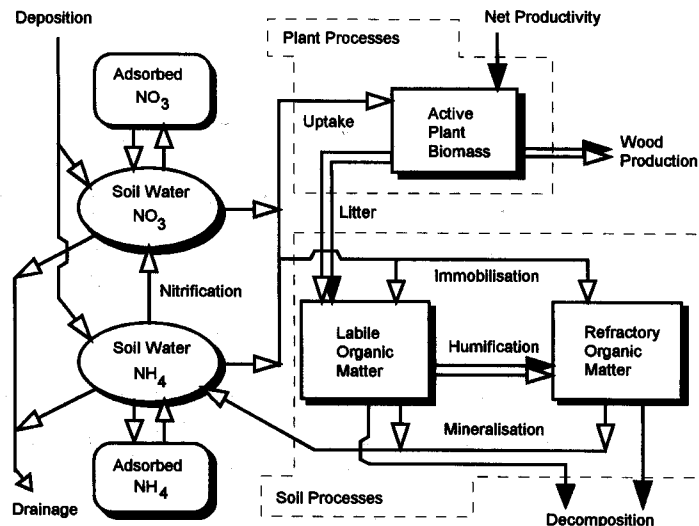 Deposition
Net Productivity
Plant Processes
Adsorbed
NO3
Active
Plant
Biomass
Uptake
Wood
Production
Soil Water
NO3
Litter
Nitrification
Immobilisation
Soil Water
NH4
Labile
Organic
Matter
Humification
Refractory
Organic
Matter
Mineralisation
Adsorbed
NH4
Soil Processes
Drainage
Decomposition